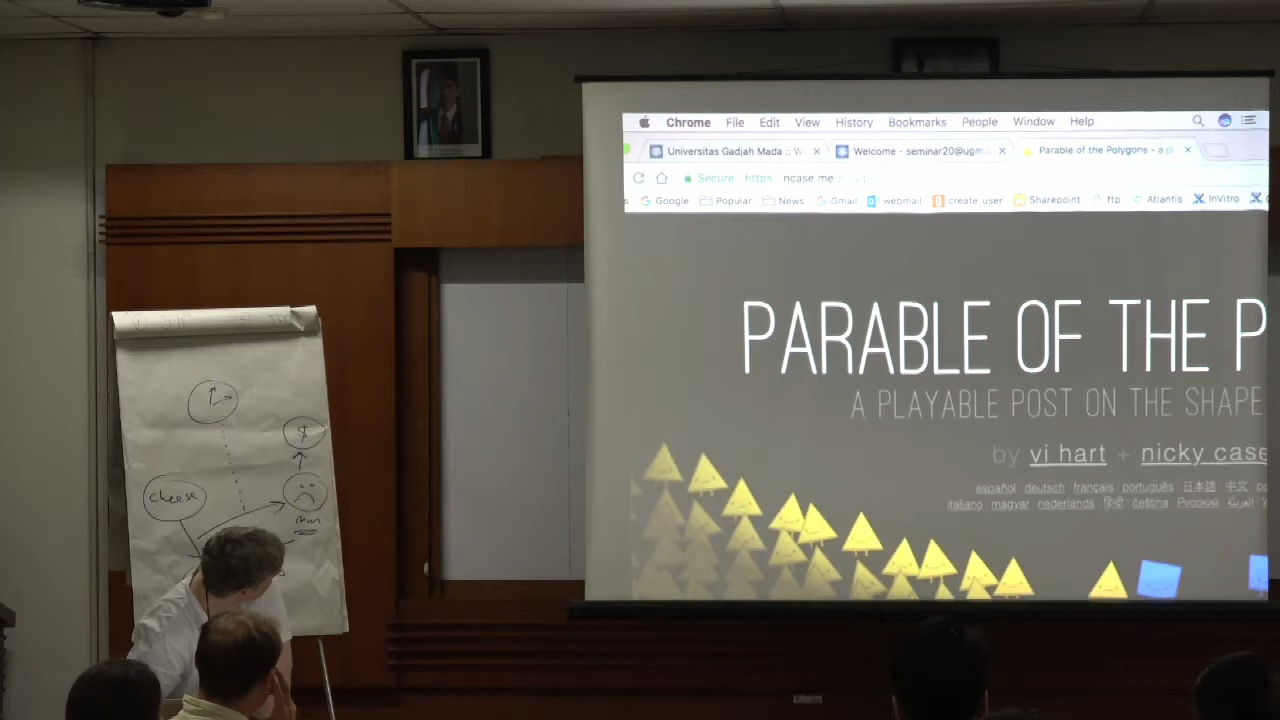 Chrome File Edit View History Bookmarks People Window Help
Universitas Gadjah Mada :: W
Welcome - seminar20@ugm
Parable of the Polygons - a p
Secure https ncase.me
s Google Popular News Gmail webmail create_user Sharepoint ftp Atlantis InVitro
PARABLE OF THE P
A PLAYABLE POST ON THE SHAPE
by vi hart + nicky case
español deutsch français português 日本語 中文
italiano magyar nederlands हिन्दी čeština Русский العربية
$
cheese